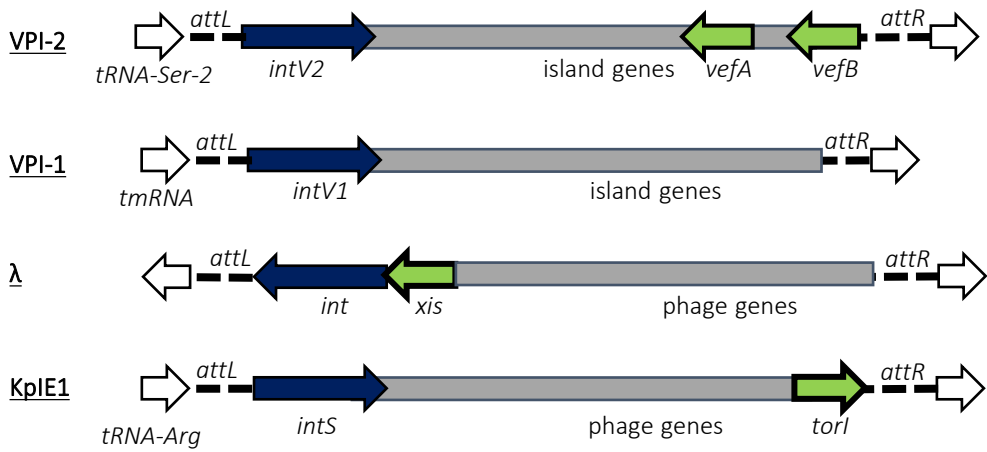 attL attR
VPI-2
tRNA-Ser-2 intV2 island genes vefA vefB
attL attR
VPI-1
tmRNA intV1 island genes
attL attR
λ
int xis phage genes
attL attR
KpIE1
tRNA-Arg intS phage genes torI